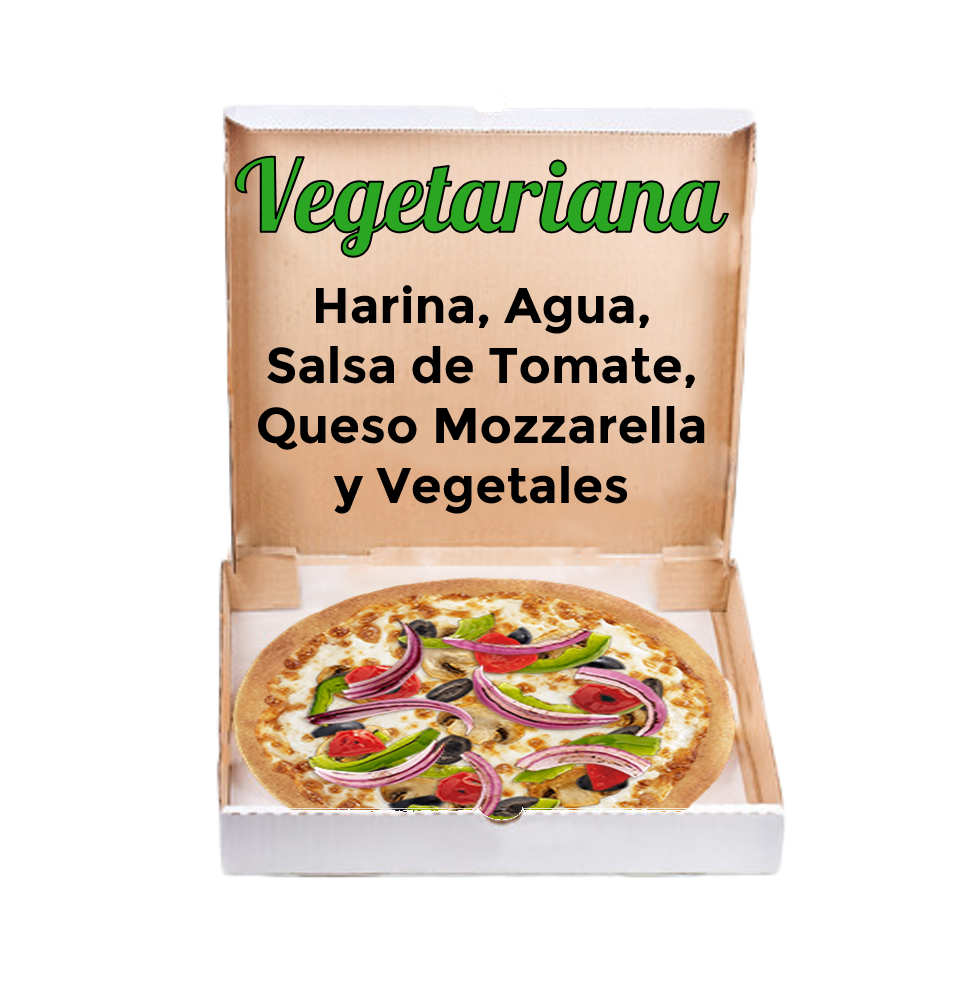 Vegetariana
Harina, Agua,
Salsa de Tomate,
Queso Mozzarella
y Vegetales